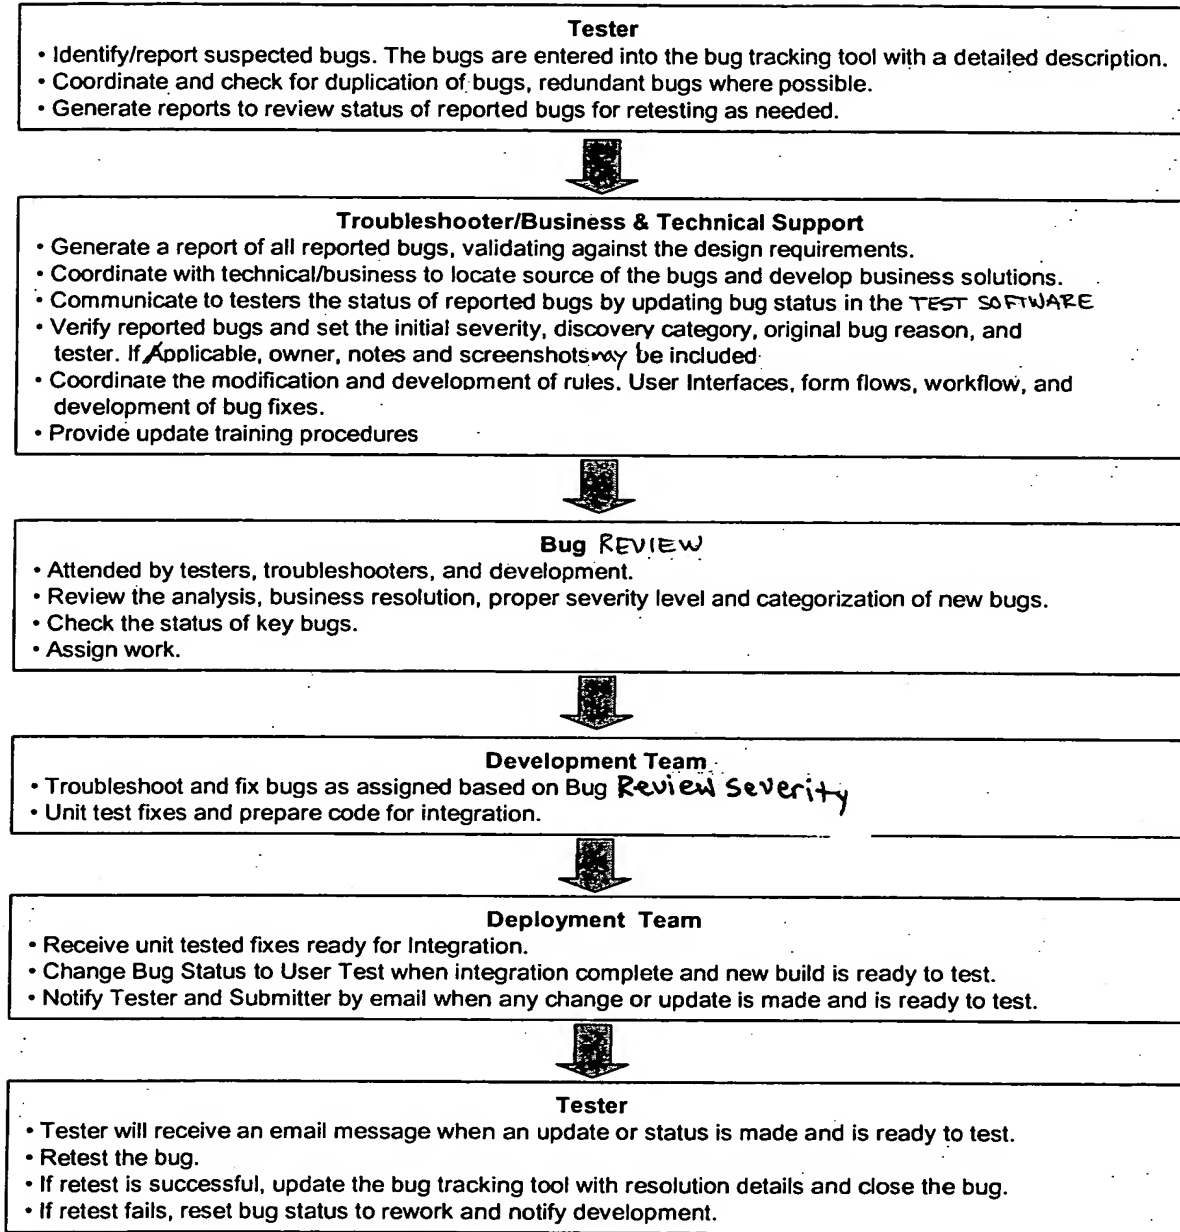 Tester
• Identify/report suspected bugs. The bugs are entered into the bug tracking tool with a detailed description.
• Coordinate and check for duplication of bugs, redundant bugs where possible.
• Generate reports to review status of reported bugs for retesting as needed.
Troubleshooter/Business & Technical Support
• Generate a report of all reported bugs, validating against the design requirements.
• Coordinate with technical/business to locate source of the bugs and develop business solutions.
• Communicate to testers the status of reported bugs by updating bug status in the TEST SOFTWARE
• Verify reported bugs and set the initial severity, discovery category, original bug reason, and
tester. If Applicable, owner, notes and screenshots may be included
• Coordinate the modification and development of rules. User Interfaces, form flows, workflow, and
development of bug fixes.
• Provide update training procedures
Bug REVIEW
• Attended by testers, troubleshooters, and development.
• Review the analysis, business resolution, proper severity level and categorization of new bugs.
• Check the status of key bugs.
• Assign work.
Development Team
• Troubleshoot and fix bugs as assigned based on Bug Review Severity
• Unit test fixes and prepare code for integration.
Deployment Team
• Receive unit tested fixes ready for Integration.
• Change Bug Status to User Test when integration complete and new build is ready to test.
• Notify Tester and Submitter by email when any change or update is made and is ready to test.
Tester
• Tester will receive an email message when an update or status is made and is ready to test.
• Retest the bug.
• If retest is successful, update the bug tracking tool with resolution details and close the bug.
• If retest fails, reset bug status to rework and notify development.